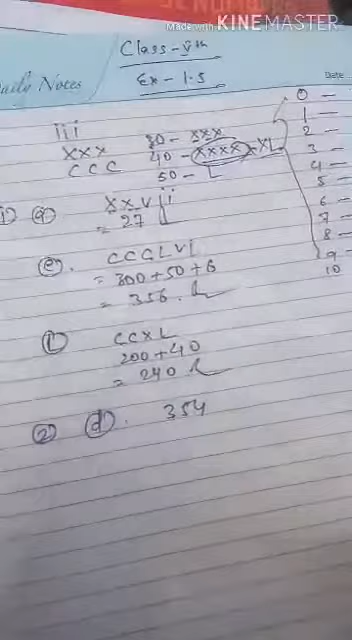 Made with KINEMASTER
Class-Vth
Daily Notes
Ex-1.5
Date
iii
xxx
ccc
30 - xxx
40 - xxxx XL
50 - L
0 -
1 -
2 -
3 -
4 -
5 -
6 -
7 -
8 -
9 -
10
xxvii
= 27
(e). CCCLVI
= 300+50+6
= 356.
CCXL
200+40
= 240
(2) (d). 354